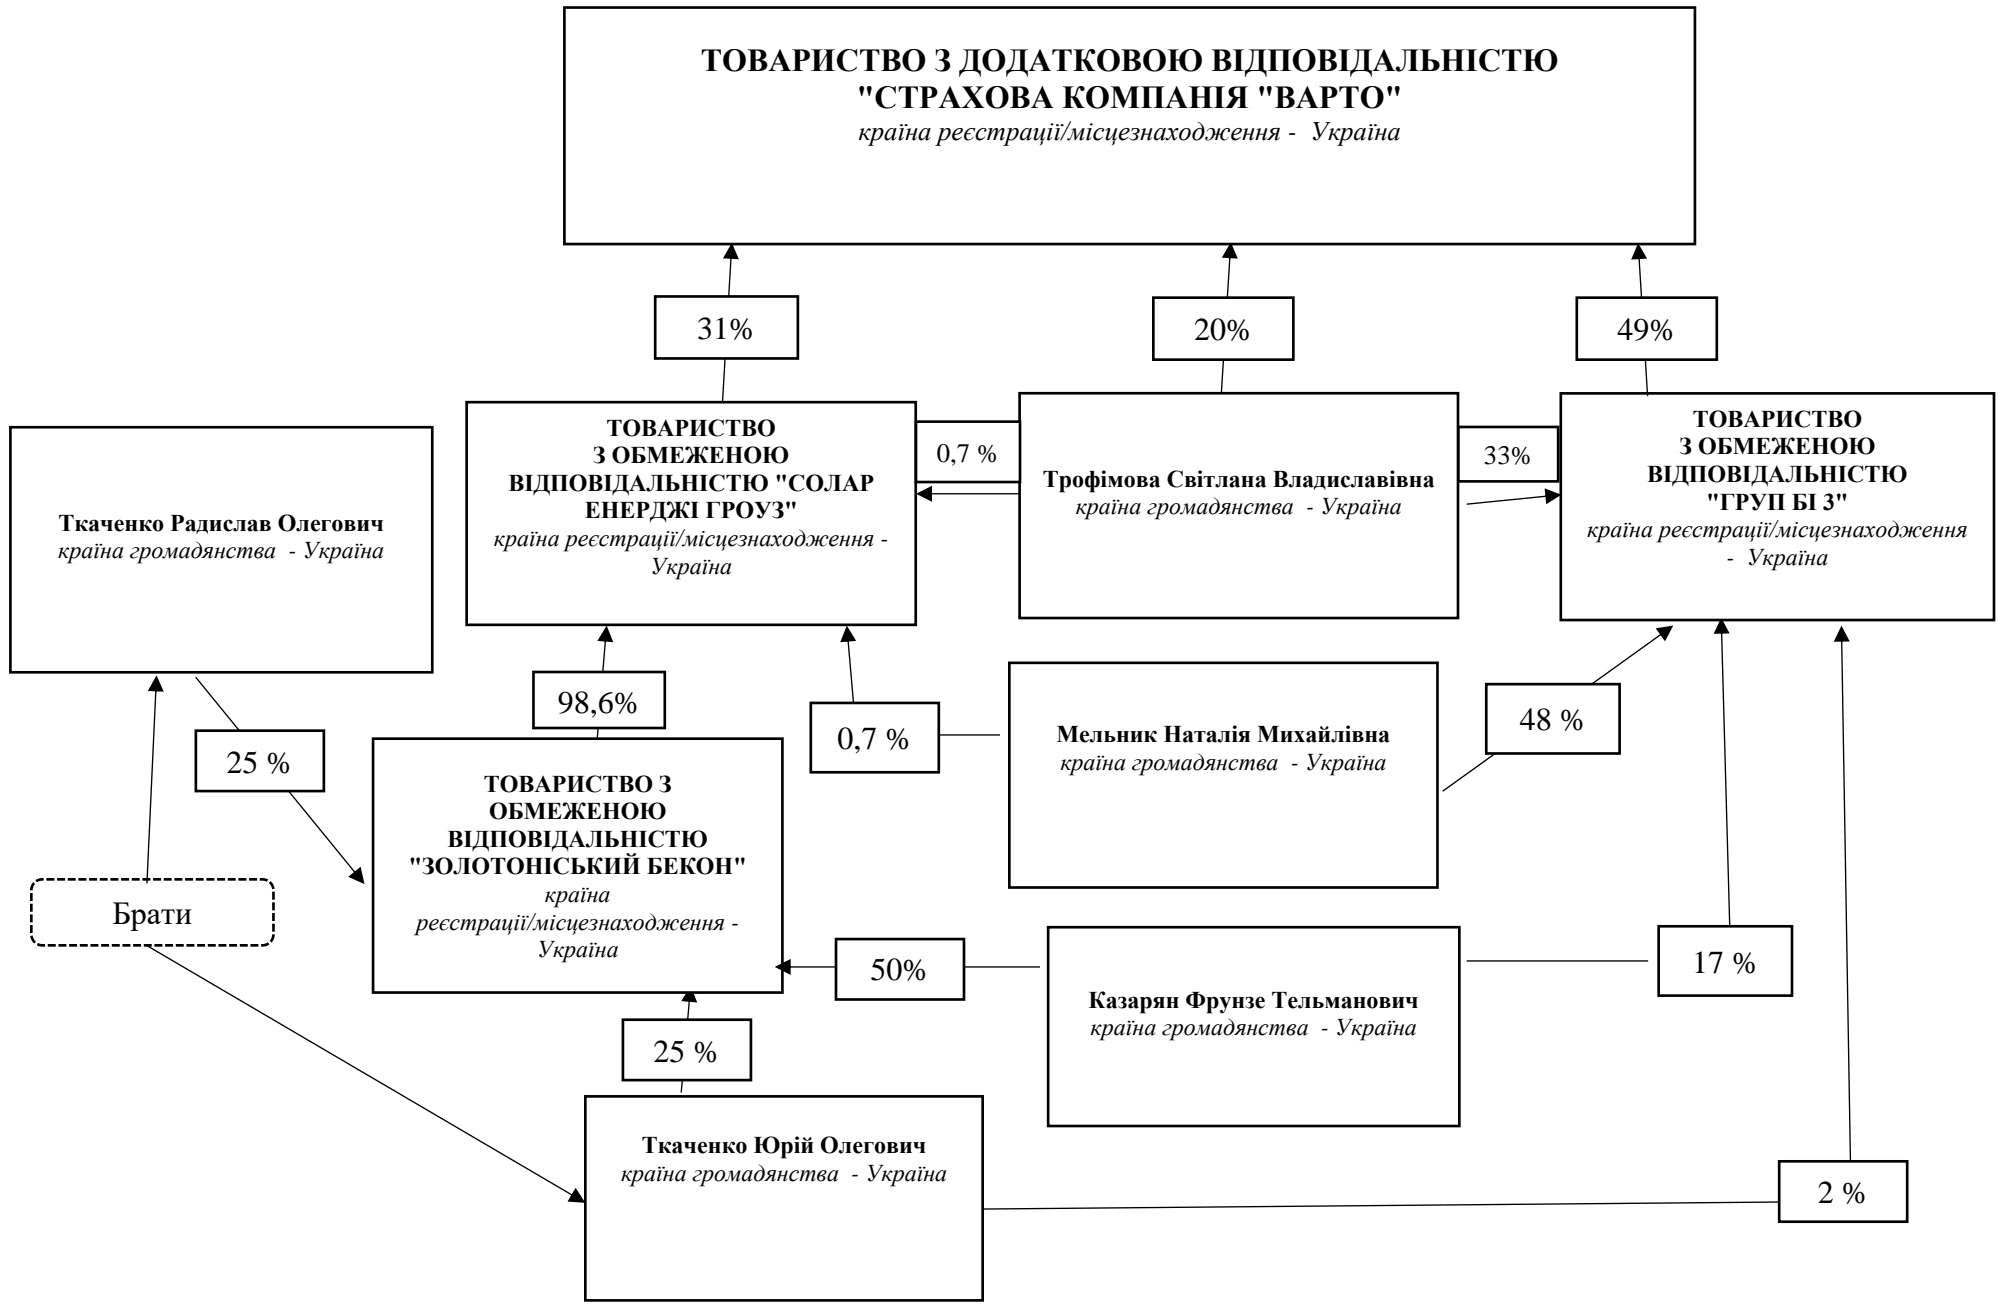 ТОВАРИСТВО З ДОДАТКОВОЮ ВІДПОВІДАЛЬНІСТЮ
"СТРАХОВА КОМПАНІЯ "ВАРТО"
країна реєстрації/місцезнаходження - Україна
31%
20%
49%
Ткаченко Радислав Олегович
країна громадянства - Україна
ТОВАРИСТВО
З ОБМЕЖЕНОЮ
ВІДПОВІДАЛЬНІСТЮ "СОЛАР
ЕНЕРДЖІ ГРОУЗ"
країна реєстрації/місцезнаходження -
Україна
0,7 %
Трофімова Світлана Владиславівна
країна громадянства - Україна
33%
ТОВАРИСТВО
З ОБМЕЖЕНОЮ
ВІДПОВІДАЛЬНІСТЮ
"ГРУП БІ 3"
країна реєстрації/місцезнаходження
- Україна
25 %
98,6%
0,7 %
Мельник Наталія Михайлівна
країна громадянства - Україна
48 %
ТОВАРИСТВО З
ОБМЕЖЕНОЮ
ВІДПОВІДАЛЬНІСТЮ
"ЗОЛОТОНІСЬКИЙ БЕКОН"
країна
реєстрації/місцезнаходження -
Україна
Брати
50%
Казарян Фрунзе Тельманович
країна громадянства - Україна
17 %
25 %
Ткаченко Юрій Олегович
країна громадянства - Україна
2 %